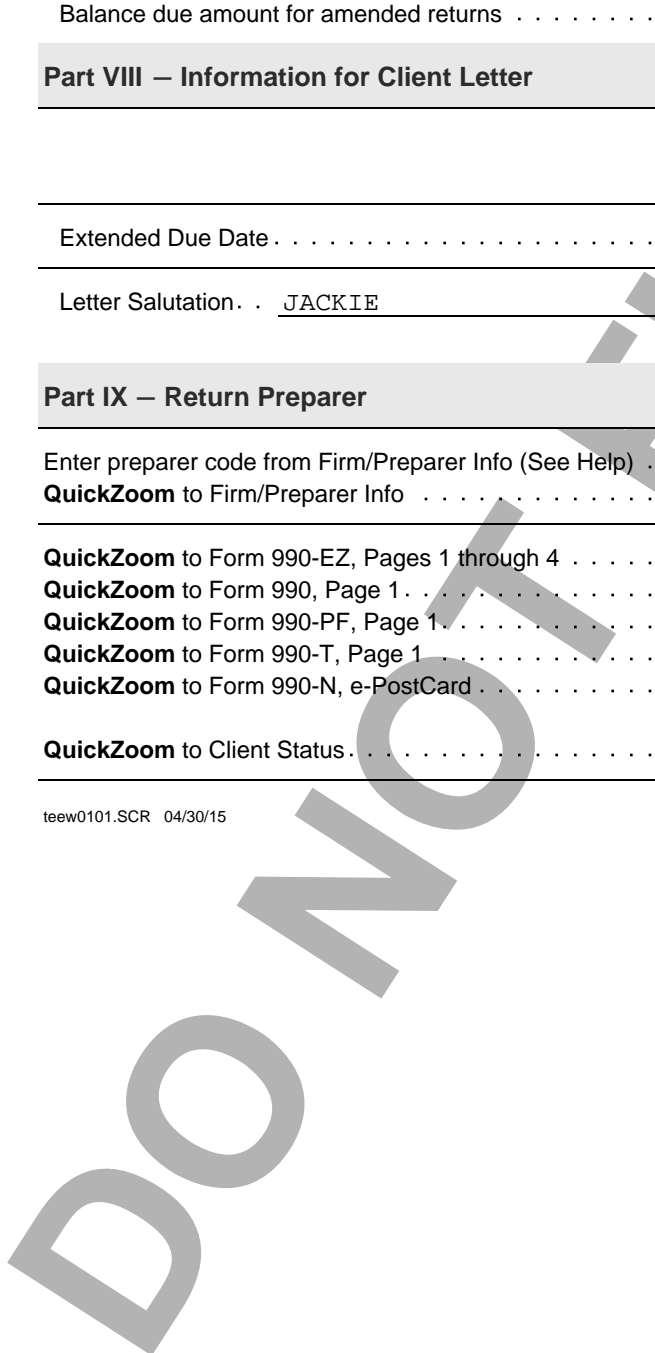 Balance due amount for amended returns . . . . . . . .
Part VIII – Information for Client Letter
Extended Due Date . . . . . . . . . . . . . . . . . . . . .
Letter Salutation . . JACKIE
Part IX – Return Preparer
Enter preparer code from Firm/Preparer Info (See Help) .
QuickZoom to Firm/Preparer Info . . . . . . . . . . . . .
QuickZoom to Form 990-EZ, Pages 1 through 4 . . . . .
QuickZoom to Form 990, Page 1 . . . . . . . . . . . . . .
QuickZoom to Form 990-PF, Page 1 . . . . . . . . . . . .
QuickZoom to Form 990-T, Page 1 . . . . . . . . . . . .
QuickZoom to Form 990-N, e-PostCard . . . . . . . . . .
QuickZoom to Client Status . . . . . . . . . . . . . . . . .
teew0101.SCR 04/30/15
DO NOT